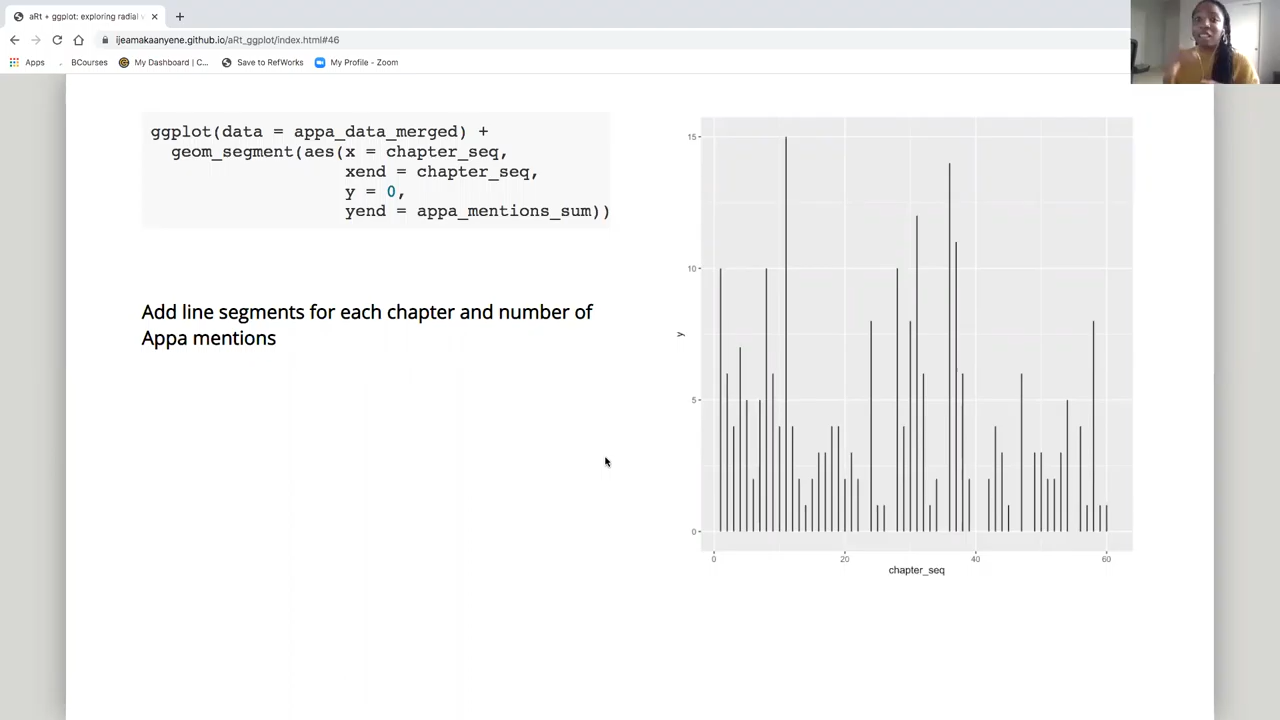 aRt + ggplot: exploring radial
ijeamakaanyene.github.io/aRt_ggplot/index.html#46
Apps
BCourses
My Dashboard | C...
Save to RefWorks
My Profile - Zoom
ggplot(data = appa_data_merged) +
geom_segment(aes(x = chapter_seq,
xend = chapter_seq,
y = 0,
yend = appa_mentions_sum))
Add line segments for each chapter and number of
Appa mentions
15
10
5
0
y
0 20 40 60
chapter_seq